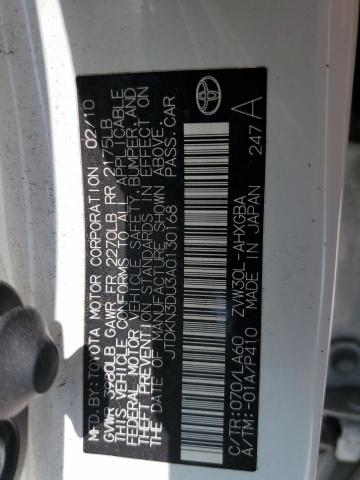 MFD. BY: TOYOTA MOTOR CORPORATION 02/10
GVWR 3980LB GAWR FR 2270LB RR 2175LB
THIS VEHICLE CONFORMS TO ALL APPLICABLE
FEDERAL MOTOR VEHICLE SAFETY, BUMPER, AND
THEFT PREVENTION STANDARDS IN EFFECT ON
THE DATE OF MANUFACTURE SHOWN ABOVE.
JTDKN3DU3A0130168 PASS. CAR
C/TR: 070/LA60 ZVW30L-AHXGBA
A/TM: -01A/P410 MADE IN JAPAN 247 A
TOYOTA